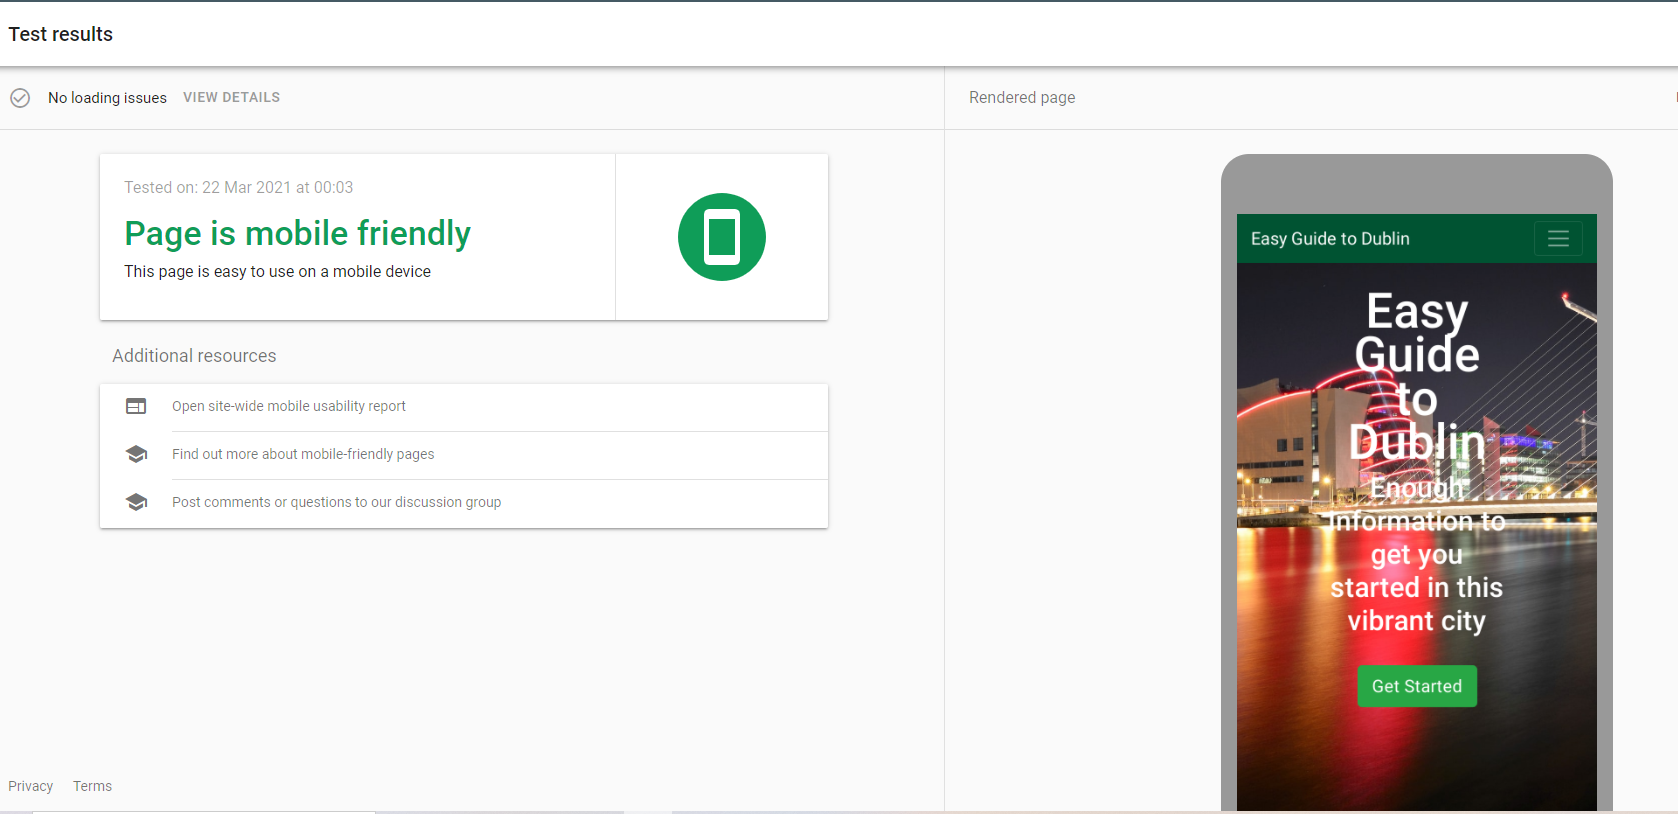 Test results
No loading issues VIEW DETAILS
Tested on: 22 Mar 2021 at 00:03
Page is mobile friendly
This page is easy to use on a mobile device
Additional resources
Open site-wide mobile usability report
Find out more about mobile-friendly pages
Post comments or questions to our discussion group
Privacy Terms
Rendered page
Easy Guide to Dublin
Easy
Guide
to
Dublin
Enough
information to
get you
started in this
vibrant city
Get Started